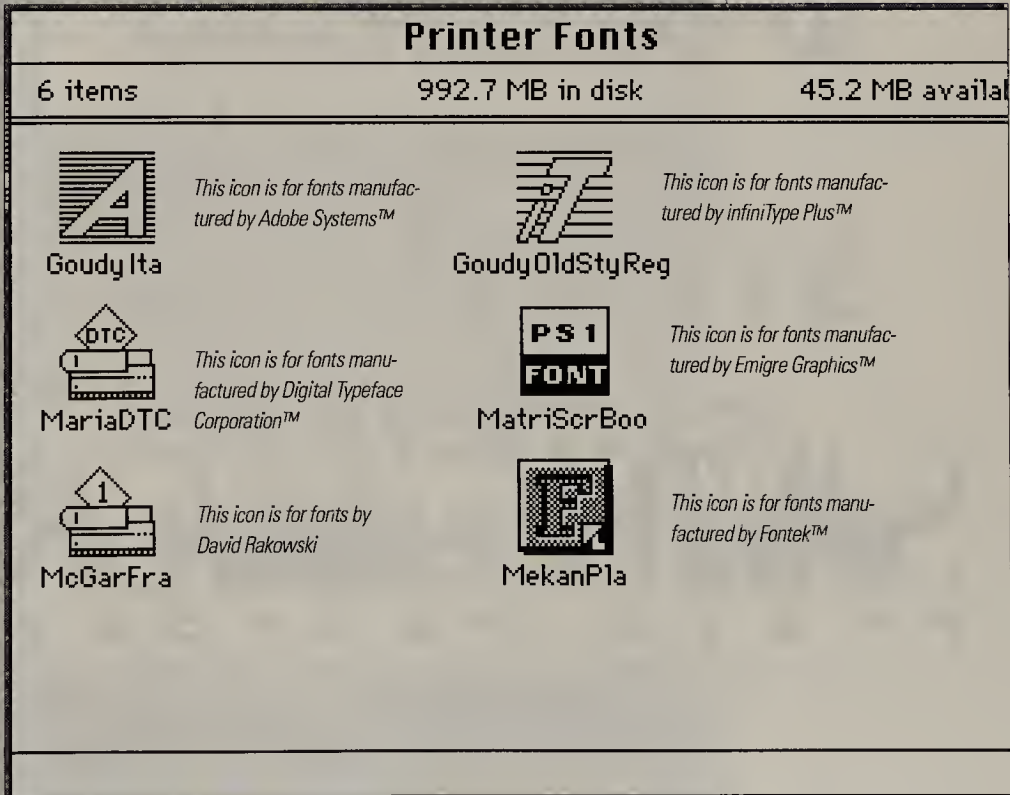 Printer Fonts
6 items 992.7 MB in disk 45.2 MB availa
This icon is for fonts manufac-
tured by Adobe Systems™
GoudyIta
This icon is for fonts manufac-
tured by infiniType Plus™
GoudyOldStyReg
DTC
This icon is for fonts manu-
factured by Digital Typeface
Corporation™
MariaDTC
PS1
FONT
This icon is for fonts manufac-
tured by Emigre Graphics™
MatriScrBoo
1
This icon is for fonts by
David Rakowski
McGarFra
This icon is for fonts manu-
factured by Fontek™
MekanPla